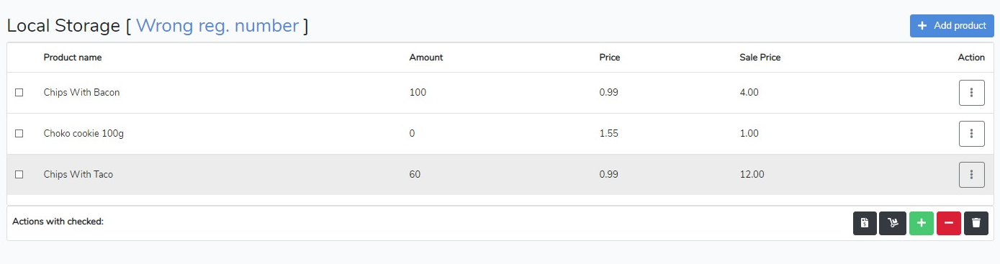 Local Storage [ Wrong reg. number ]
Add product
Product name Amount Price Sale Price Action
Chips With Bacon 100 0.99 4.00
Choko cookie 100g 0 1.55 1.00
Chips With Taco 60 0.99 12.00
Actions with checked: